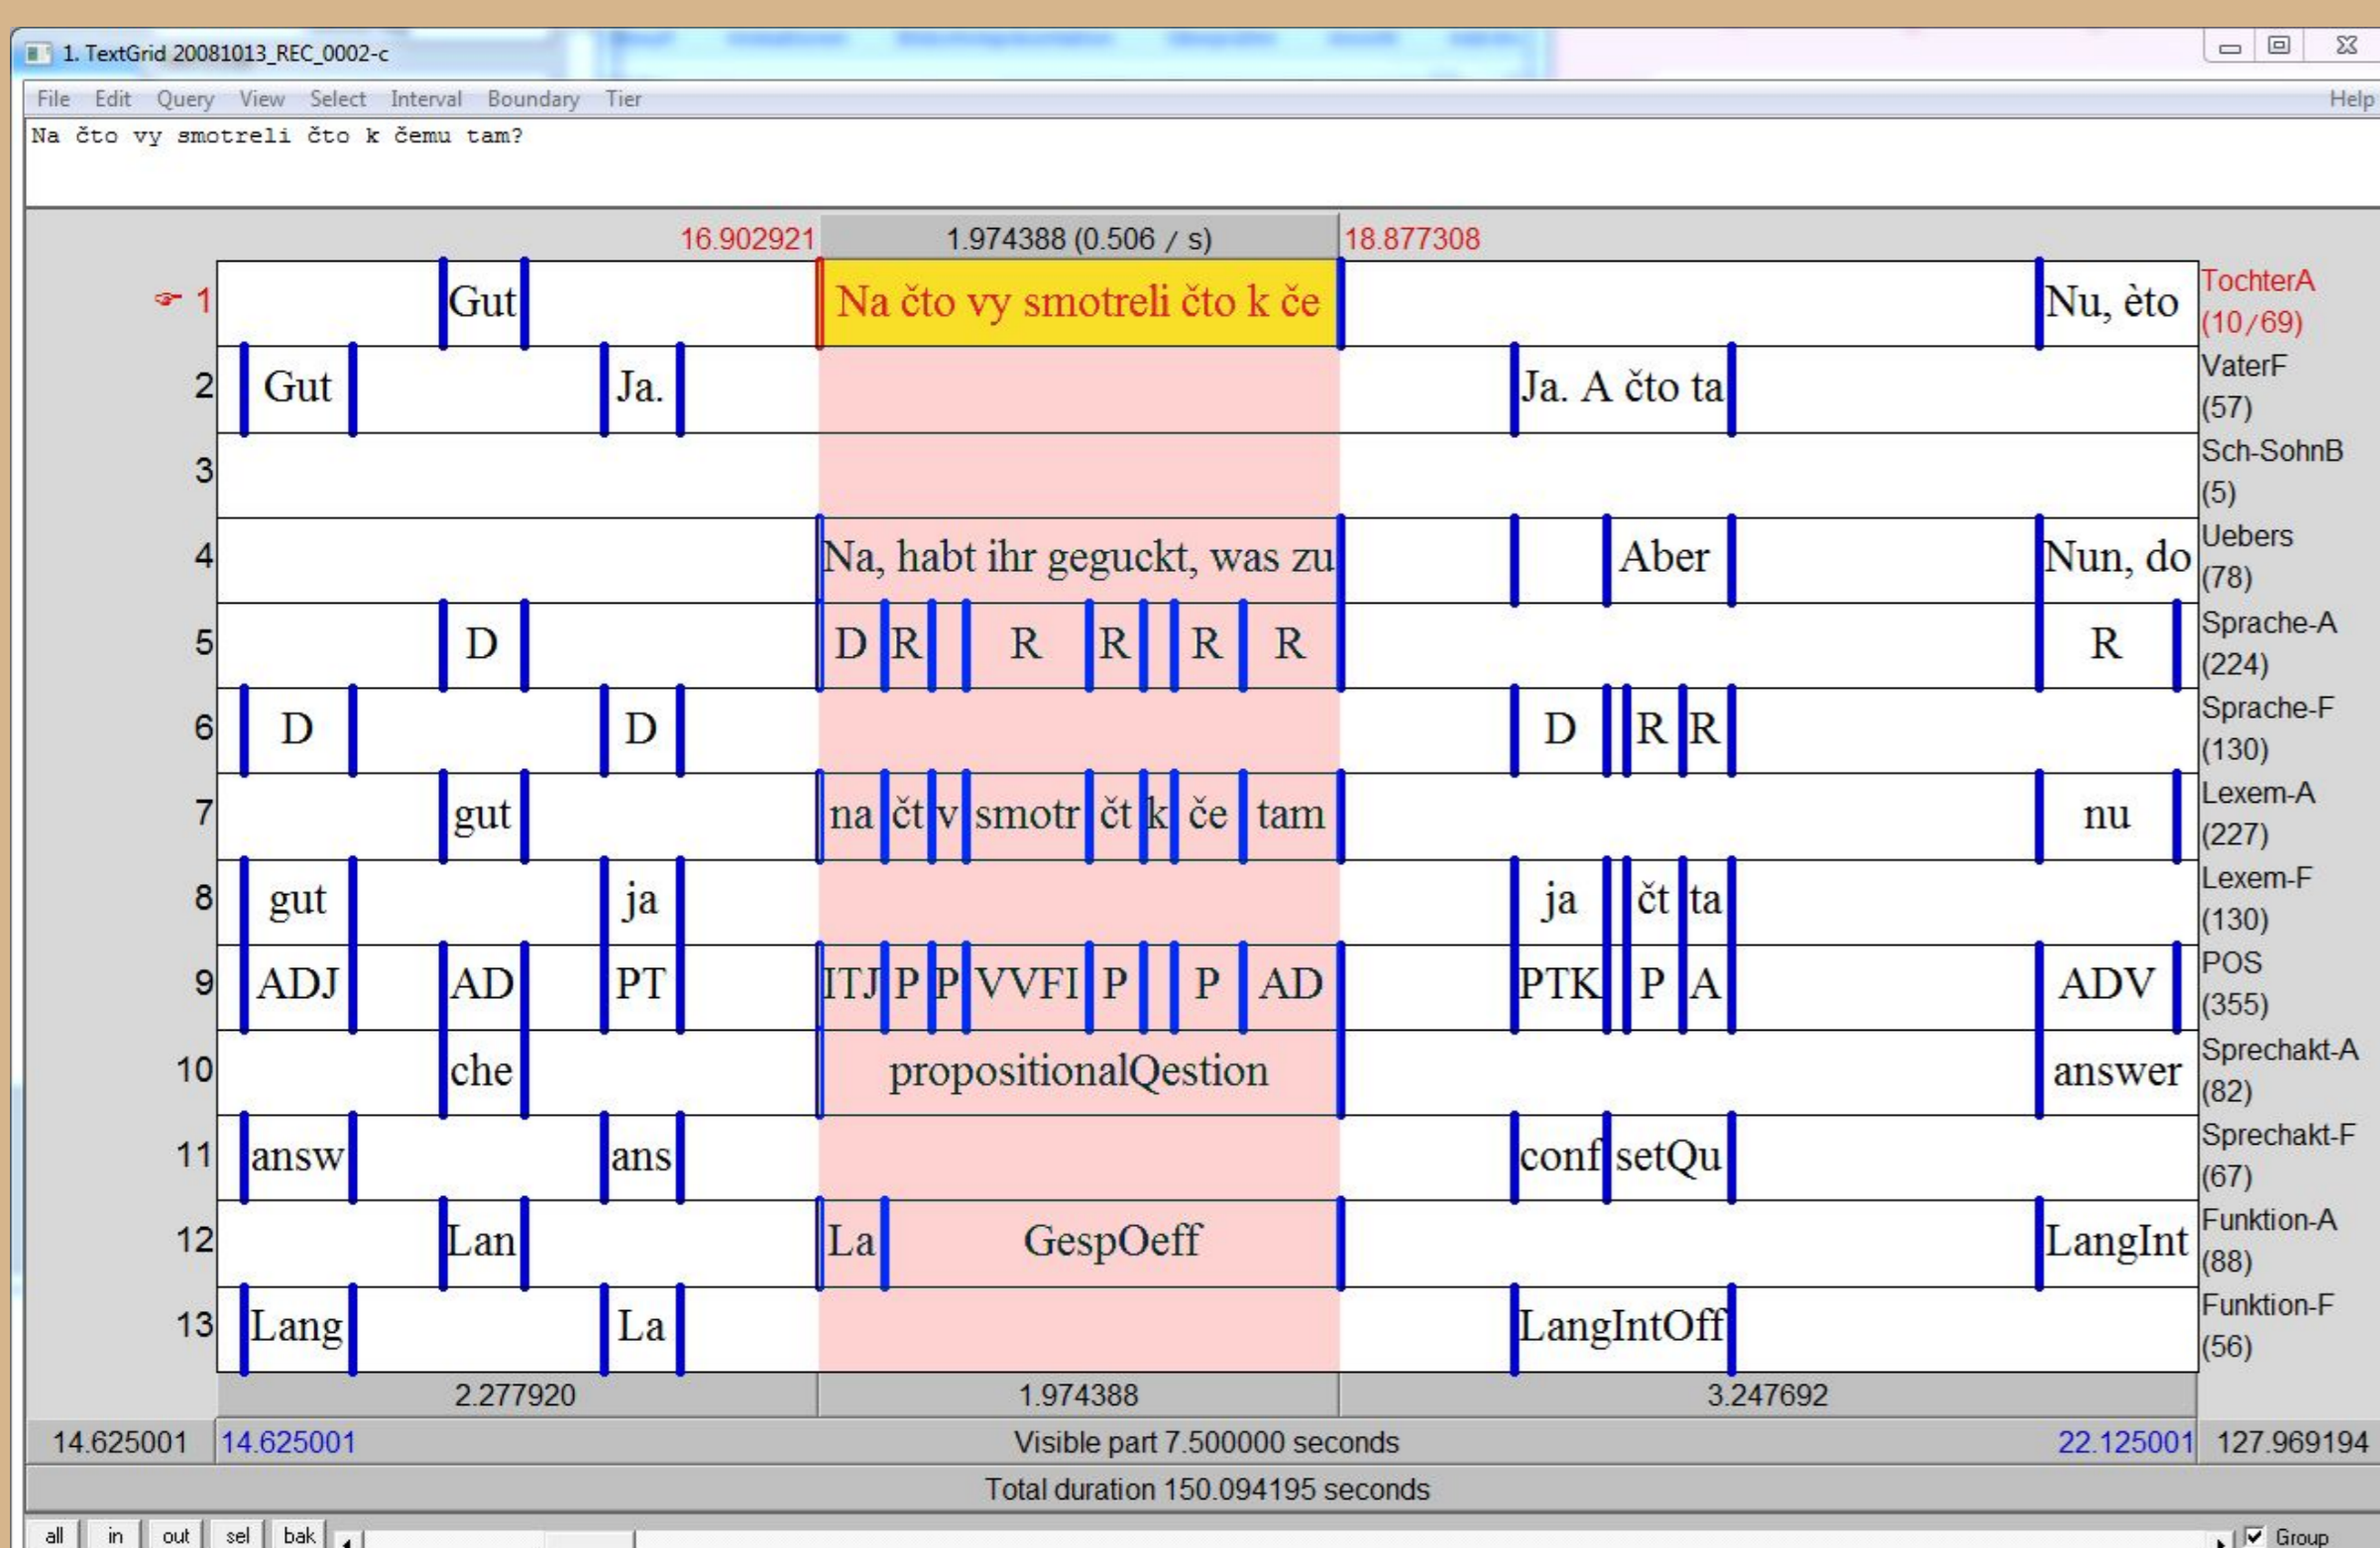 1. TextGrid 20081013_REC_0002-c
File Edit Query View Select Interval Boundary Tier Help
Na čto vy smotreli čto k čemu tam?
16.902921 1.974388 (0.506 / s) 18.877308
1 Gut Na čto vy smotreli čto k če Nu, èto TochterA (10/69)
2 Gut Ja. Ja. A čto ta VaterF (57)
3 Sch-SohnB (5)
4 Na, habt ihr geguckt, was zu Aber Nun, do Uebers (78)
5 D D R R R R R R Sprache-A (224)
6 D D D R R Sprache-F (130)
7 gut na čt v smotr čt k če tam nu Lexem-A (227)
8 gut ja ja čt ta Lexem-F (130)
9 ADJ AD PT ITJ P P VVFI P P AD PTK P A ADV POS (355)
10 che propositionalQestion answer Sprechakt-A (82)
11 answ ans conf setQu Sprechakt-F (67)
12 Lan La GespOeff LangInt Funktion-A (88)
13 Lang La LangIntOff Funktion-F (56)
2.277920 1.974388 3.247692
14.625001 14.625001 Visible part 7.500000 seconds 22.125001 127.969194
Total duration 150.094195 seconds
all in out sel bak Group